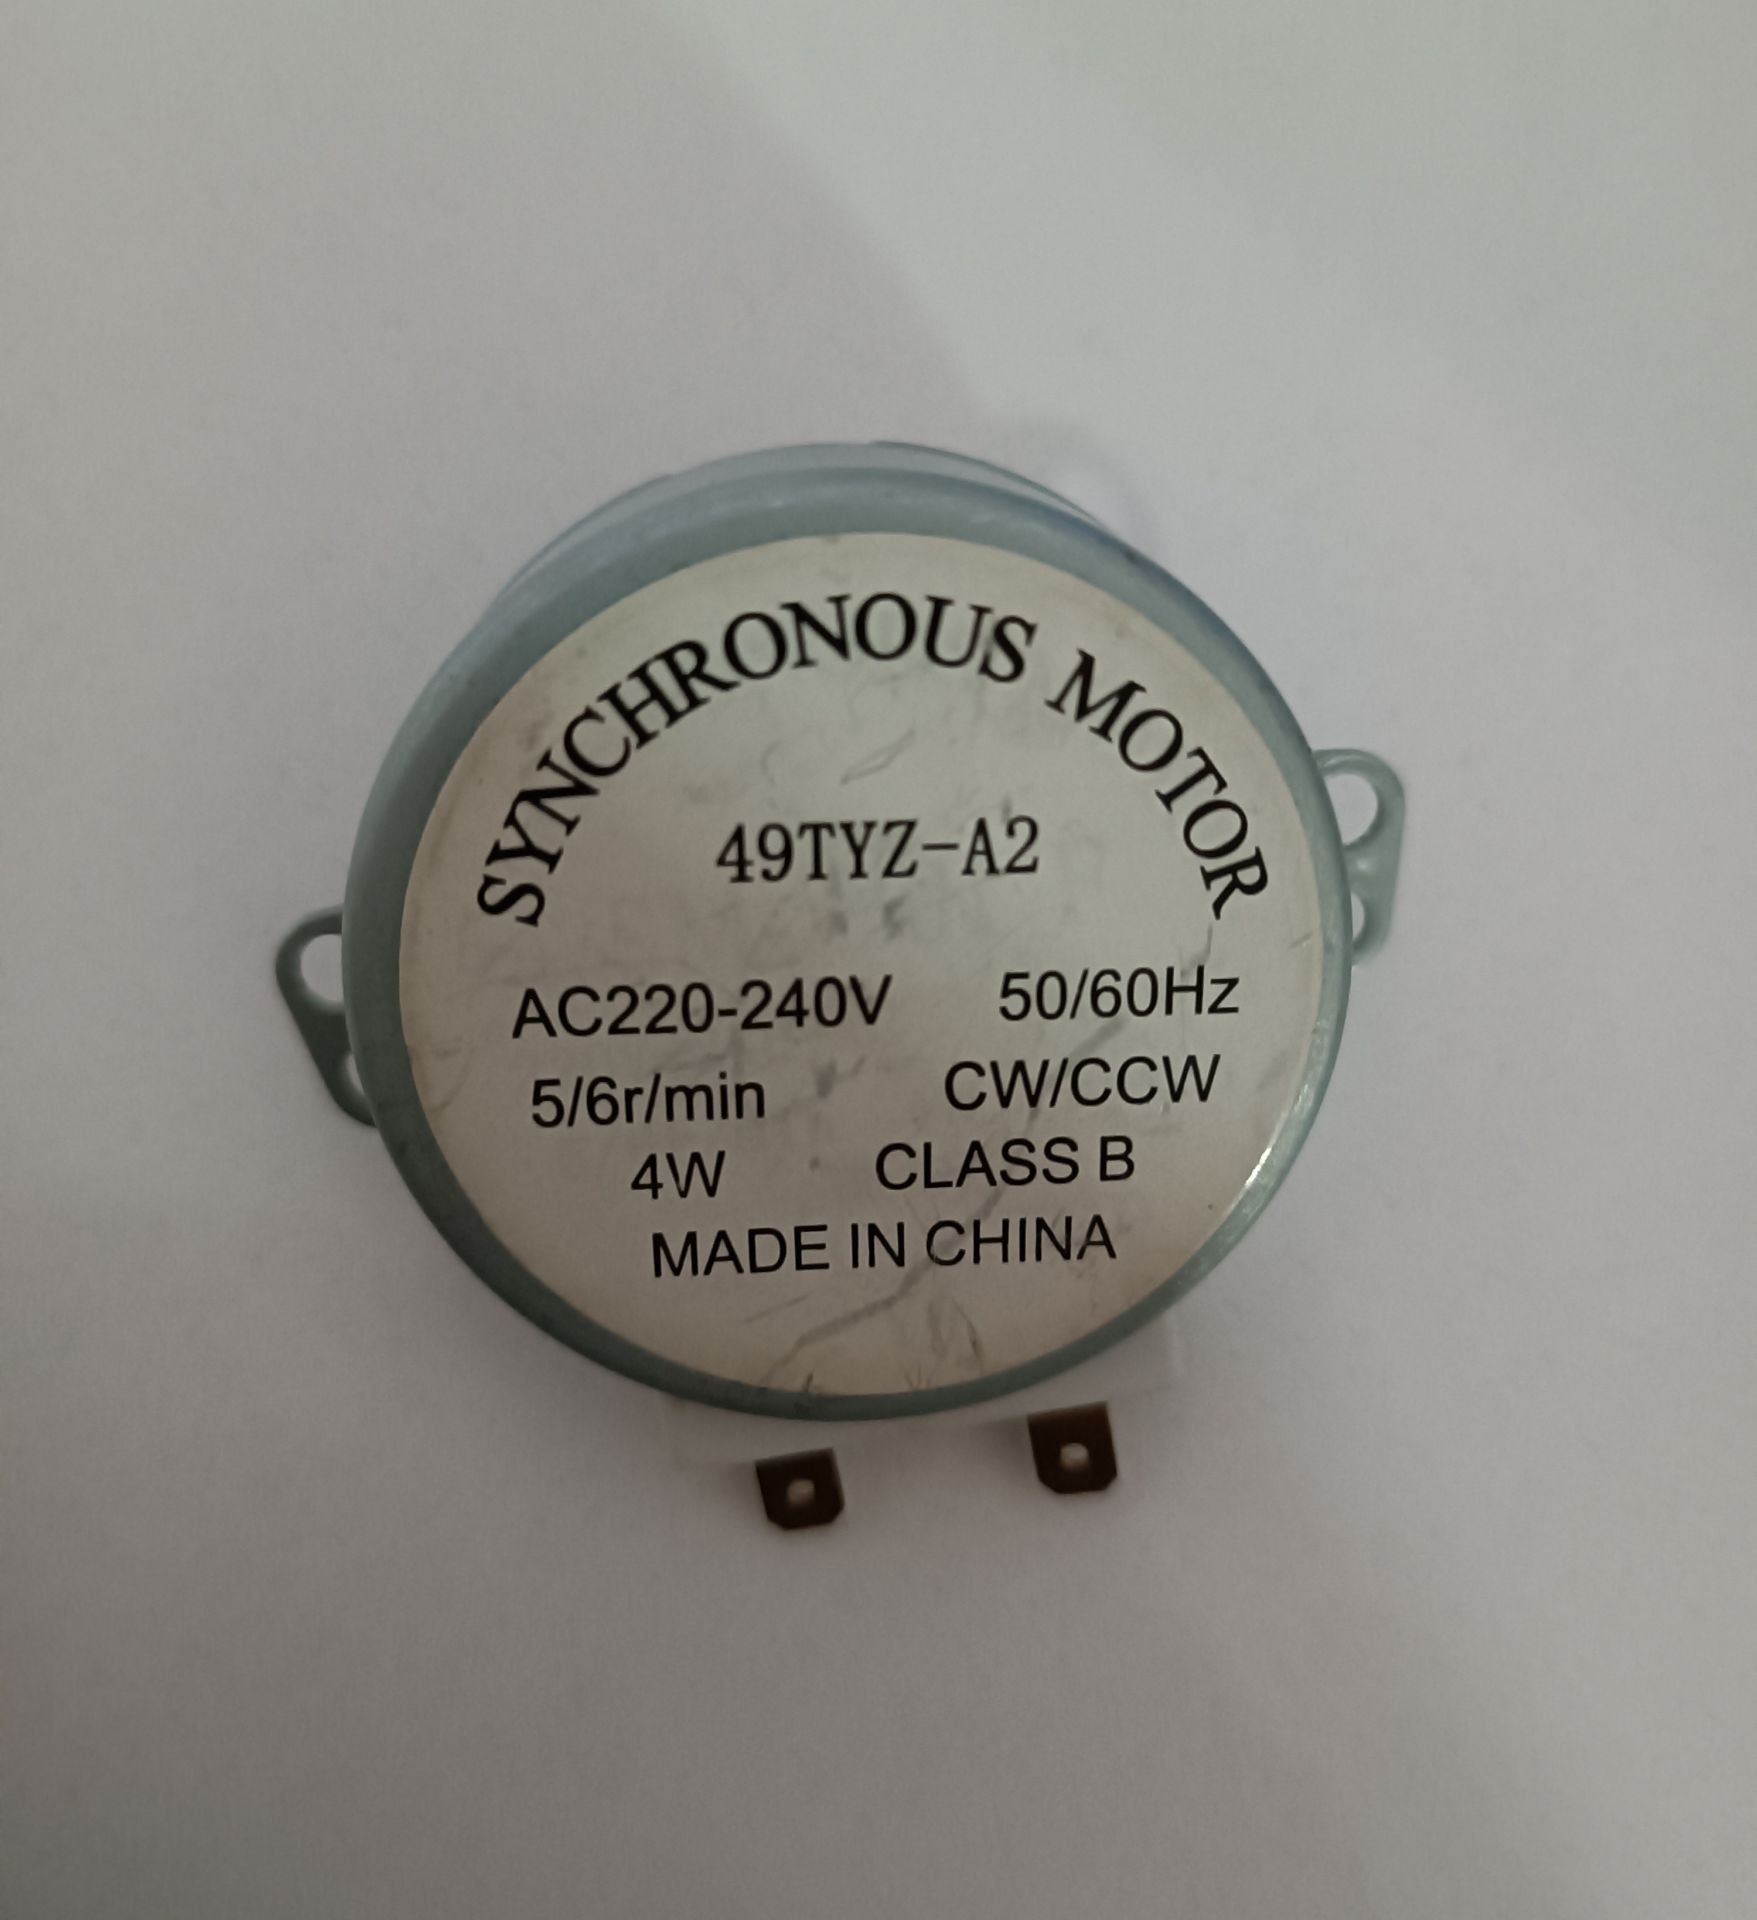 SYNCHRONOUS MOTOR
49TYZ-A2
AC220-240V 50/60Hz
5/6r/min CW/CCW
4W CLASS B
MADE IN CHINA